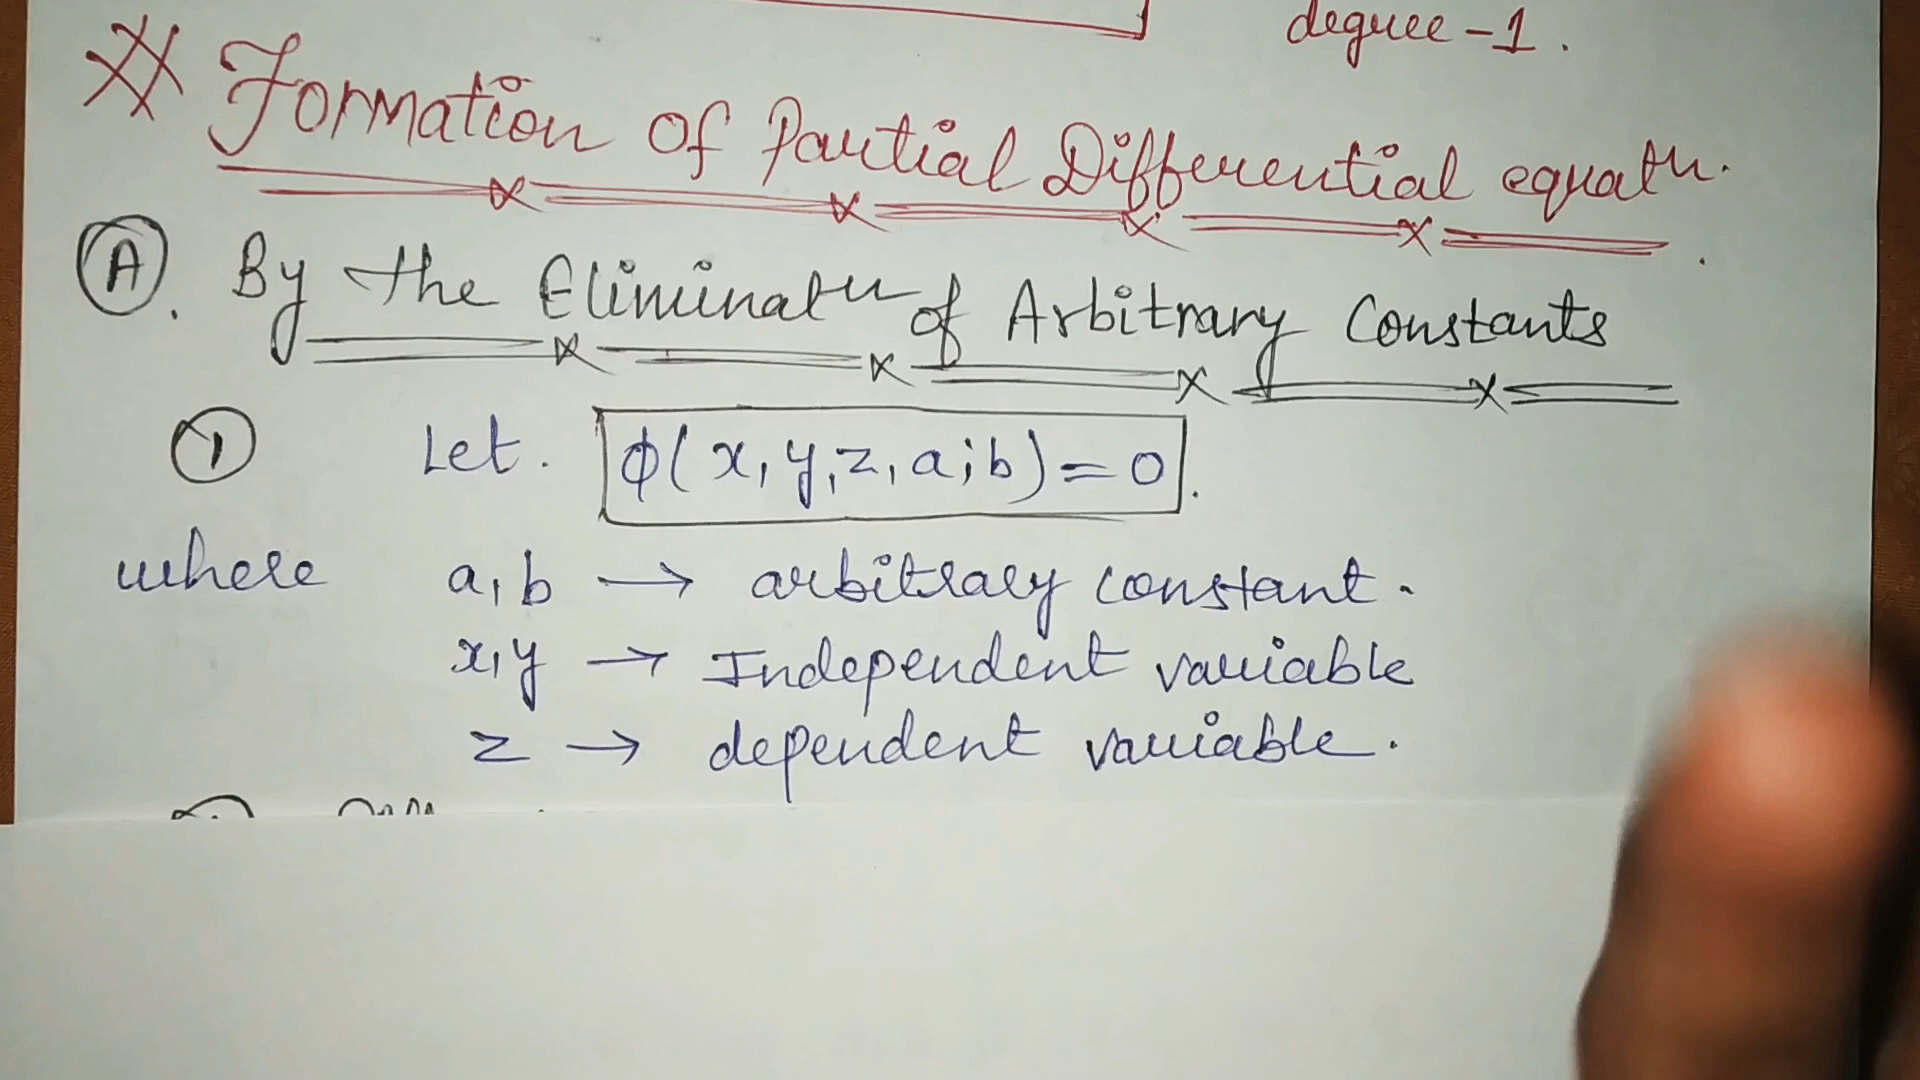 degree-1.
Formation of Partial Differential equatn.
(A). By the Eliminatn of Arbitrary Constants
(1) Let. ϕ(x,y,z,a,b)=0.
where a,b → arbitrary constant.
x,y → Independent variable
z → dependent variable.